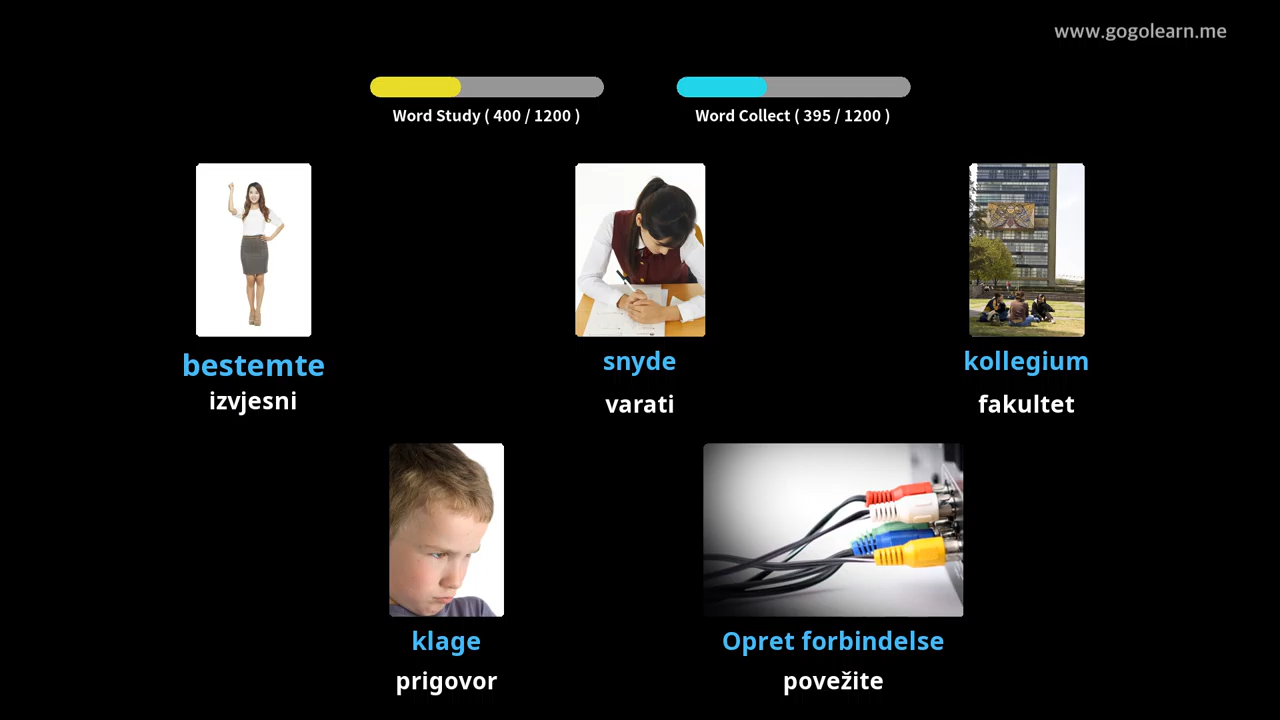 www.gogolearn.me
Word Study ( 400 / 1200 )
Word Collect ( 395 / 1200 )
bestemte
izvjesni
snyde
varati
kollegium
fakultet
klage
prigovor
Opret forbindelse
povežite